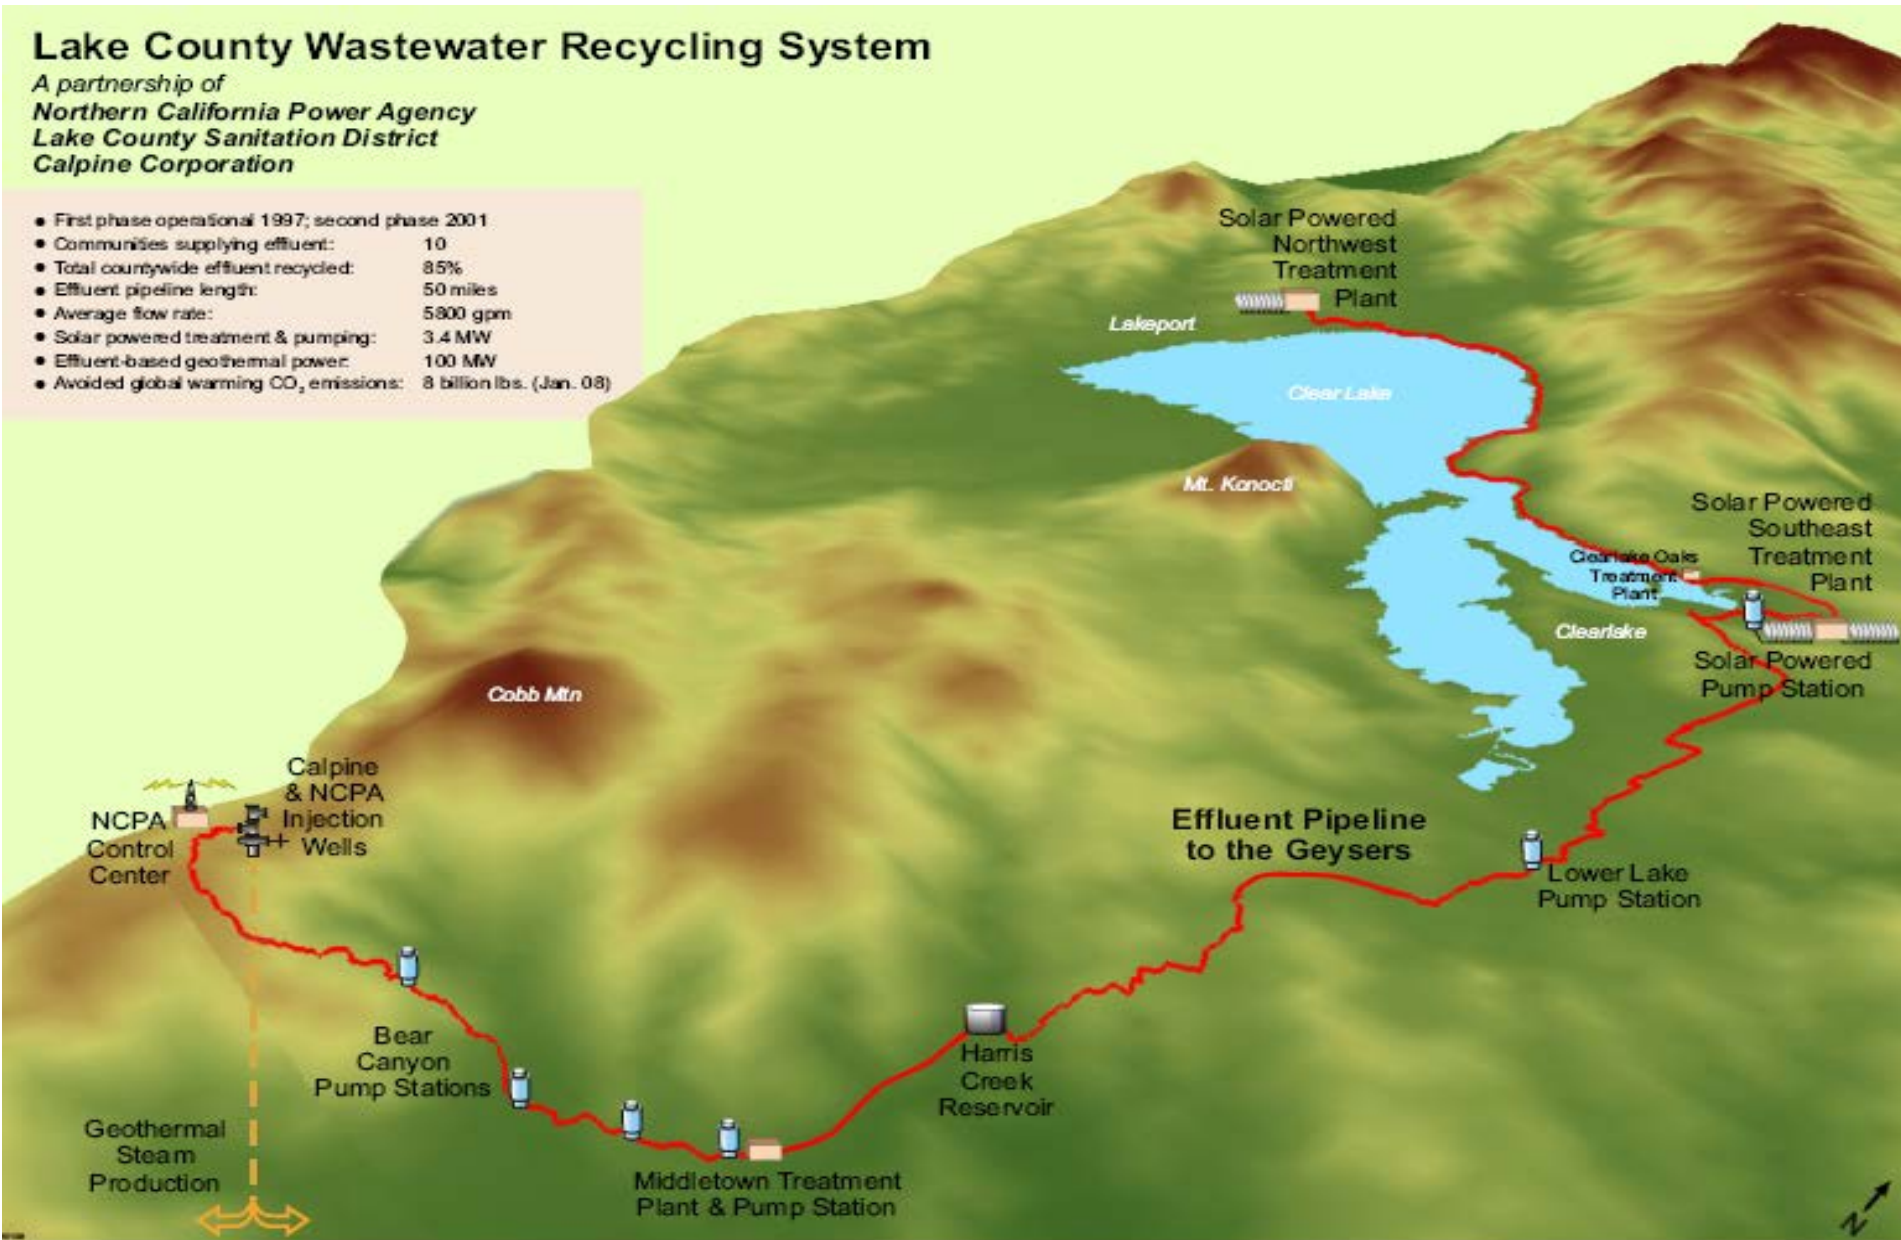 Lake County Wastewater Recycling System
A partnership of
Northern California Power Agency
Lake County Sanitation District
Calpine Corporation
• First phase operational 1997; second phase 2001
• Communities supplying effluent: 10
• Total countywide effluent recycled: 85%
• Effluent pipeline length: 50 miles
• Average flow rate: 5800 gpm
• Solar powered treatment & pumping: 3.4 MW
• Effluent-based geothermal power: 100 MW
• Avoided global warming CO₂ emissions: 8 billion lbs. (Jan. 08)
Solar Powered
Northwest
Treatment
Plant
Lakeport
Clear Lake
Mt. Konocti
Solar Powered
Southeast
Treatment
Plant
Clearlake Oaks
Treatment
Plant
Clearlake
Solar Powered
Pump Station
Cobb Mtn
Calpine
& NCPA
Injection
Wells
NCPA
Control
Center
Effluent Pipeline
to the Geysers
Lower Lake
Pump Station
Bear
Canyon
Pump Stations
Harris
Creek
Reservoir
Geothermal
Steam
Production
Middletown Treatment
Plant & Pump Station
N